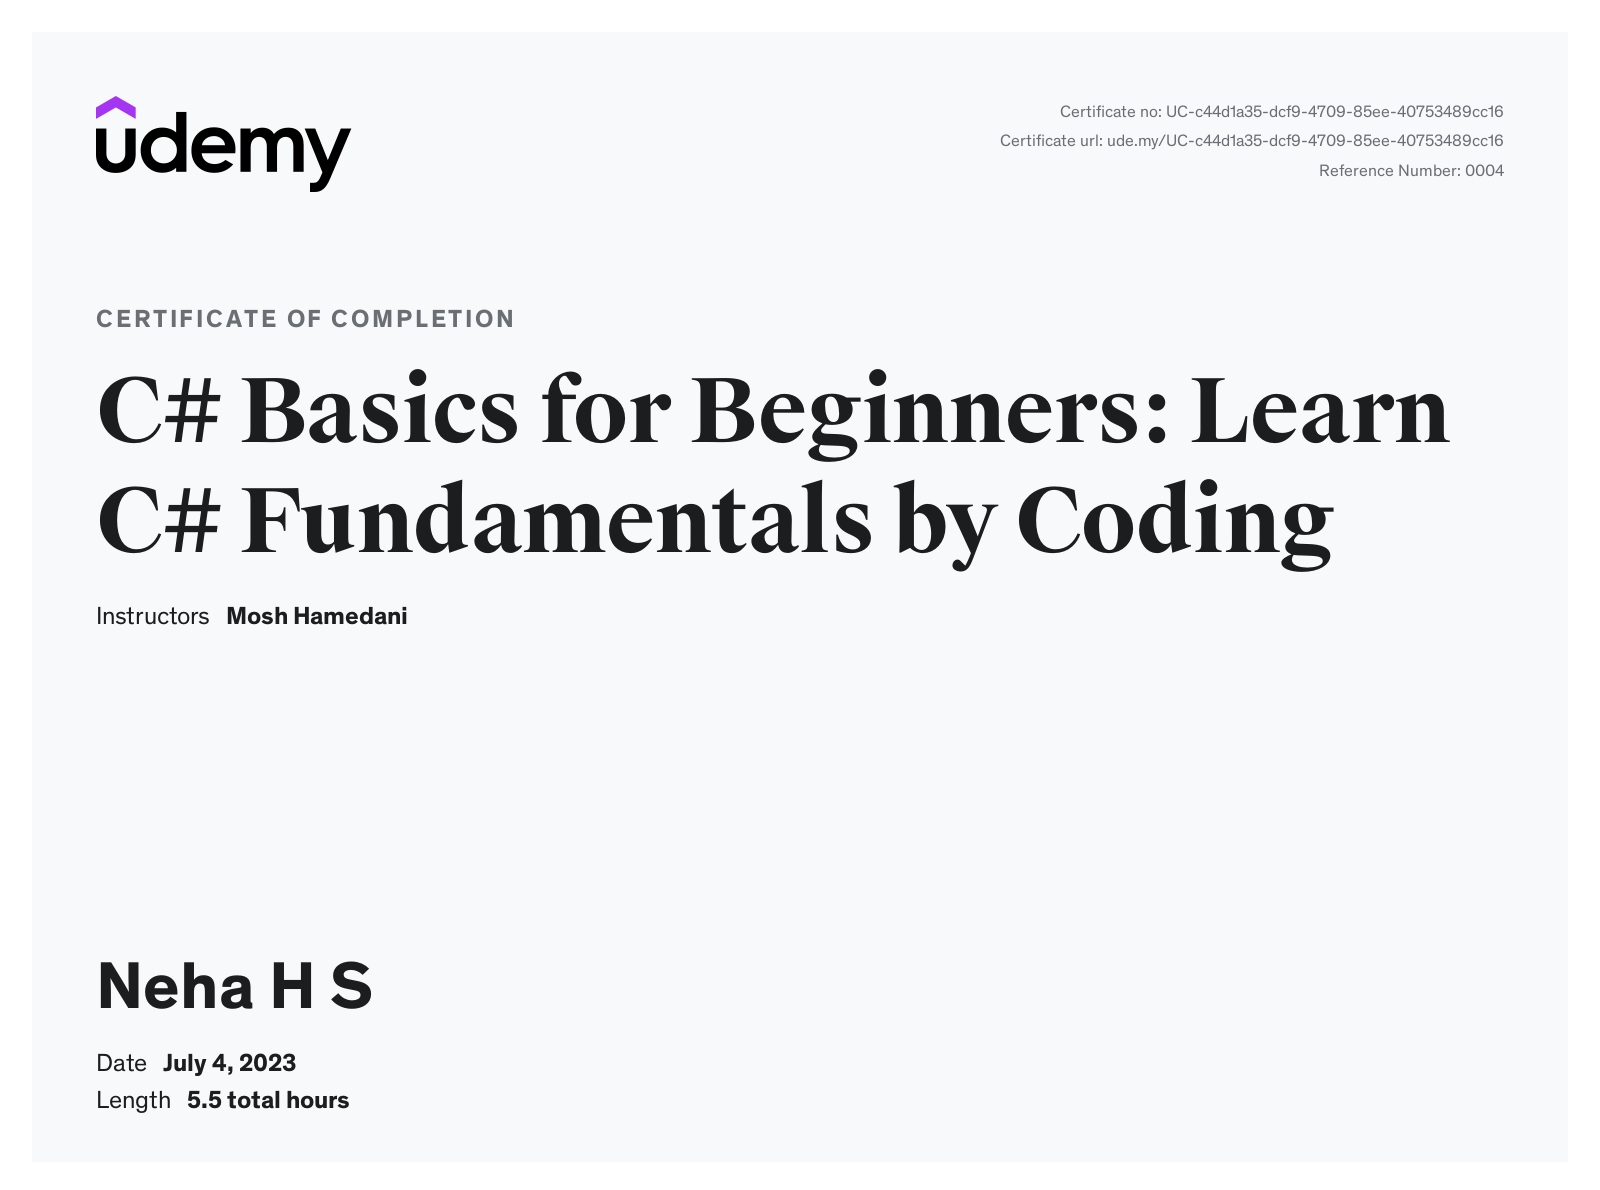 udemy
Certificate no: UC-c44d1a35-dcf9-4709-85ee-40753489cc16
Certificate url: ude.my/UC-c44d1a35-dcf9-4709-85ee-40753489cc16
Reference Number: 0004
CERTIFICATE OF COMPLETION
C# Basics for Beginners: Learn
C# Fundamentals by Coding
Instructors Mosh Hamedani
Neha H S
Date July 4, 2023
Length 5.5 total hours